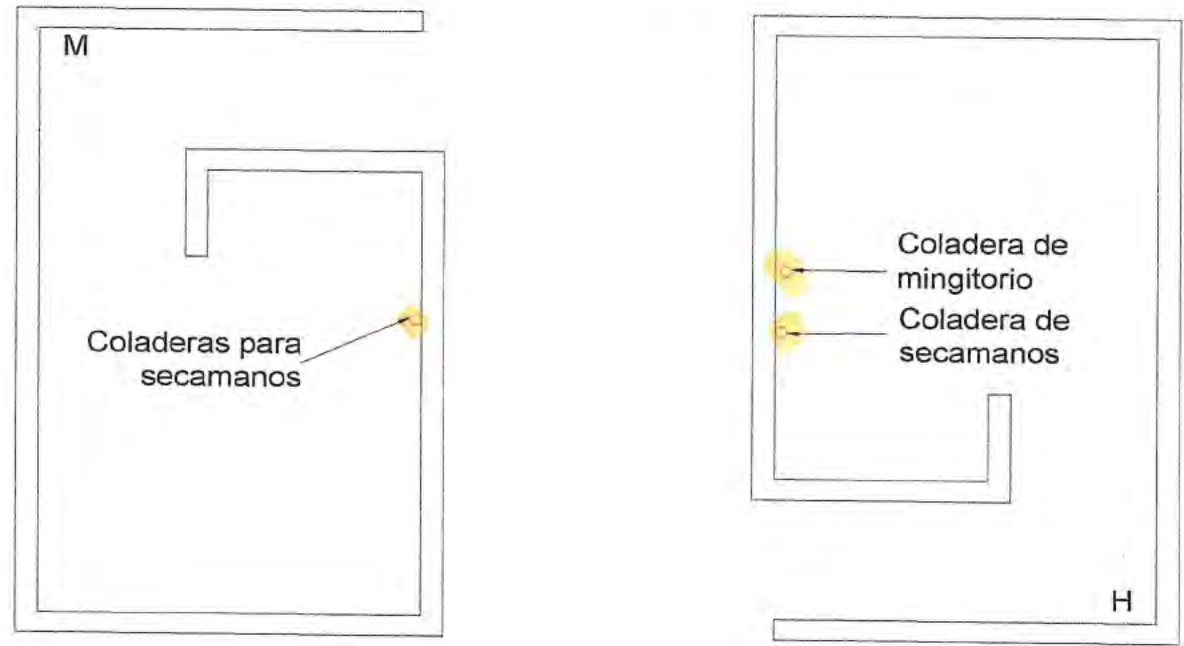 M
Coladeras para
secamanos
Coladera de
mingitorio
Coladera de
secamanos
H